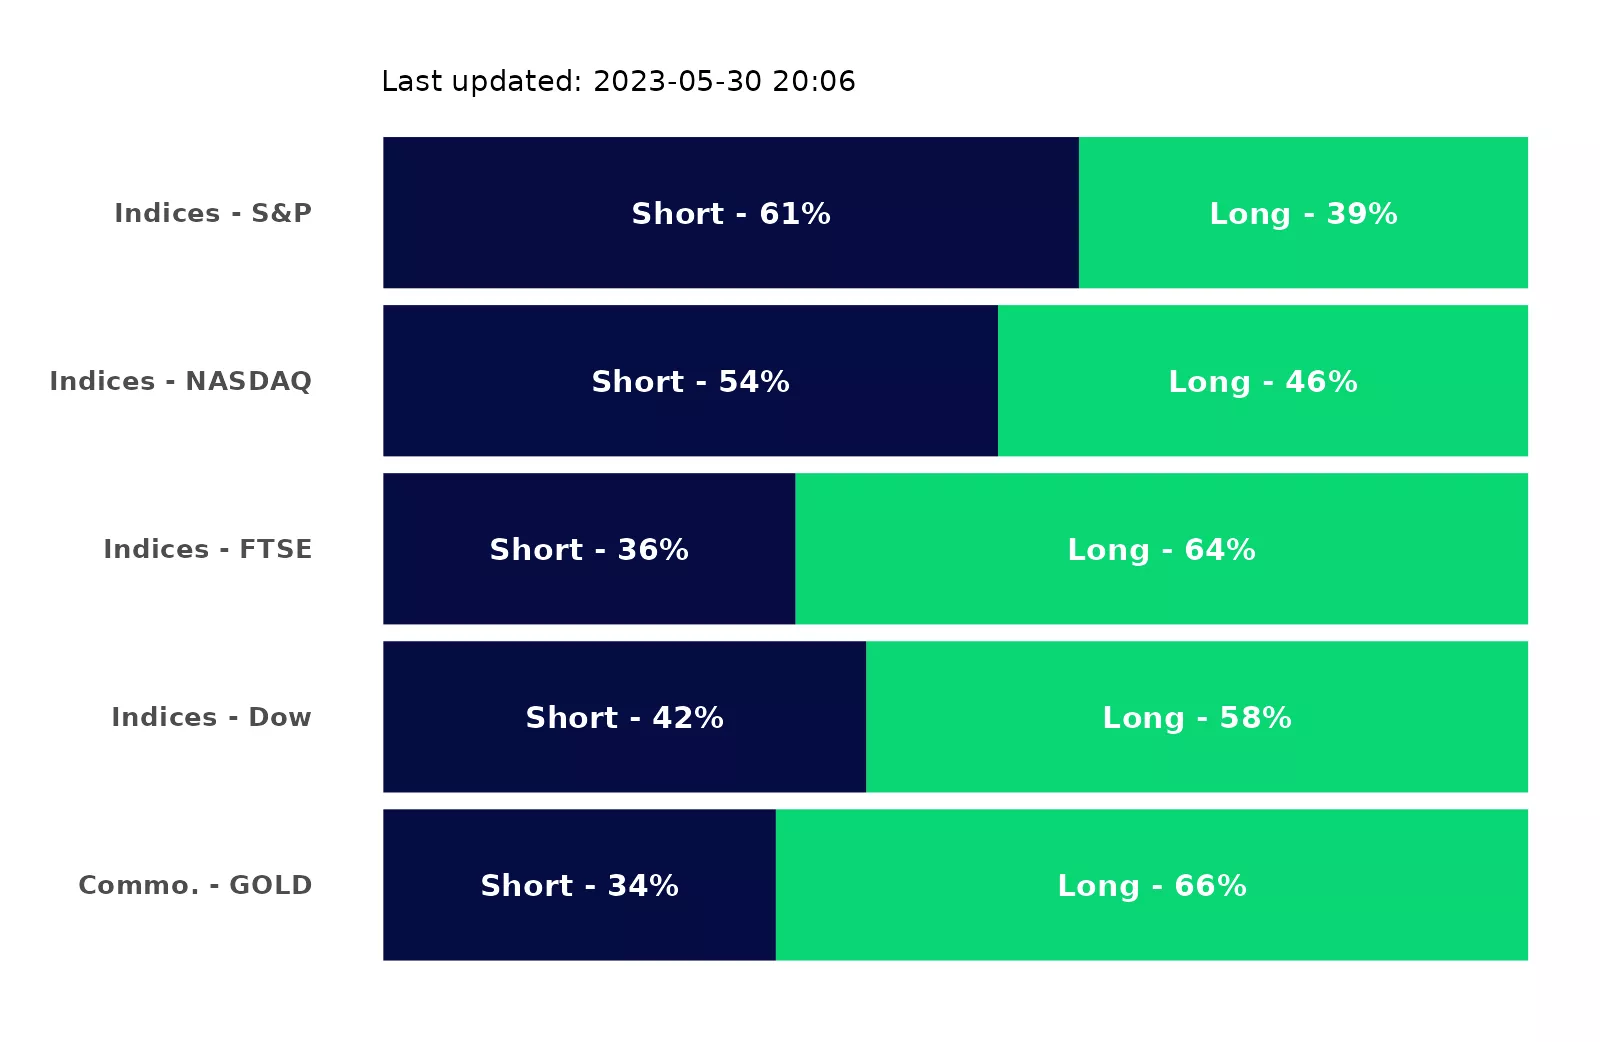 Last updated: 2023-05-30 20:06
Indices - S&P Short - 61% Long - 39%
Indices - NASDAQ Short - 54% Long - 46%
Indices - FTSE Short - 36% Long - 64%
Indices - Dow Short - 42% Long - 58%
Commo. - GOLD Short - 34% Long - 66%